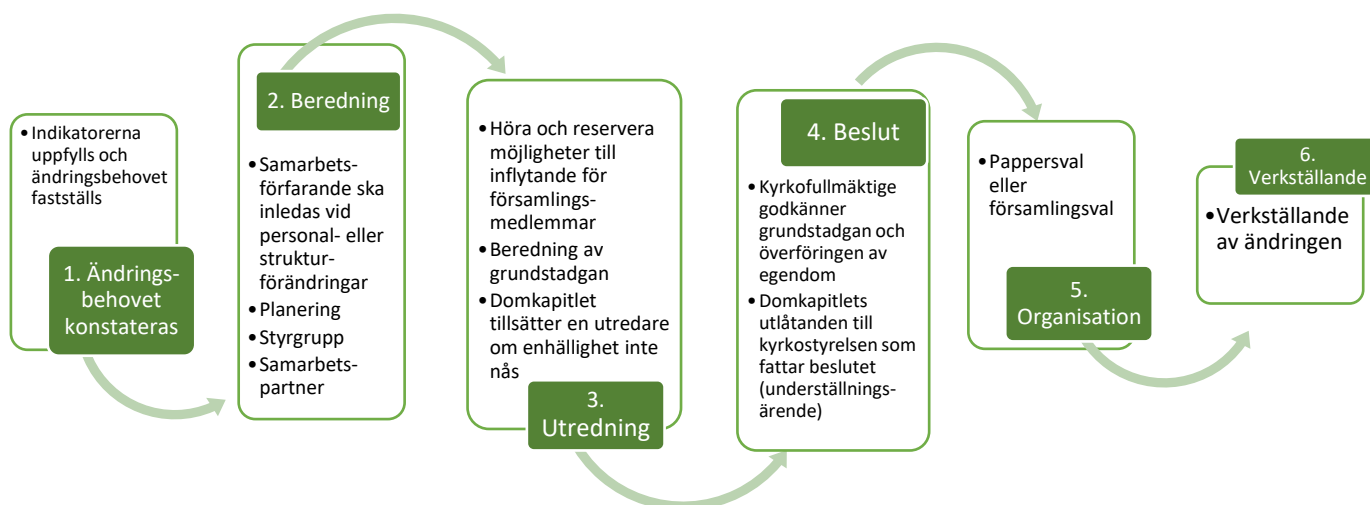 • Indikatorerna
uppfylls och
ändringsbehovet
fastställs
1. Ändrings-
behovet
konstateras
2. Beredning
• Samarbets-
förfarande ska
inledas vid
personal- eller
struktur-
förändringar
• Planering
• Styrgrupp
• Samarbets-
partner
• Höra och reservera
möjligheter till
inflytande för
församlings-
medlemmar
• Beredning av
grundstadgan
• Domkapitlet
tillsätter en utredare
om enhällighet inte
nås
3.
Utredning
4. Beslut
• Kyrkofullmäktige
godkänner
grundstadgan och
överföringen av
egendom
• Domkapitlets
utlåtanden till
kyrkostyrelsen som
fattar beslutet
(underställnings-
ärende)
• Pappersval
eller
församlingsval
5.
Organisation
6.
Verkställande
• Verkställande
av ändringen